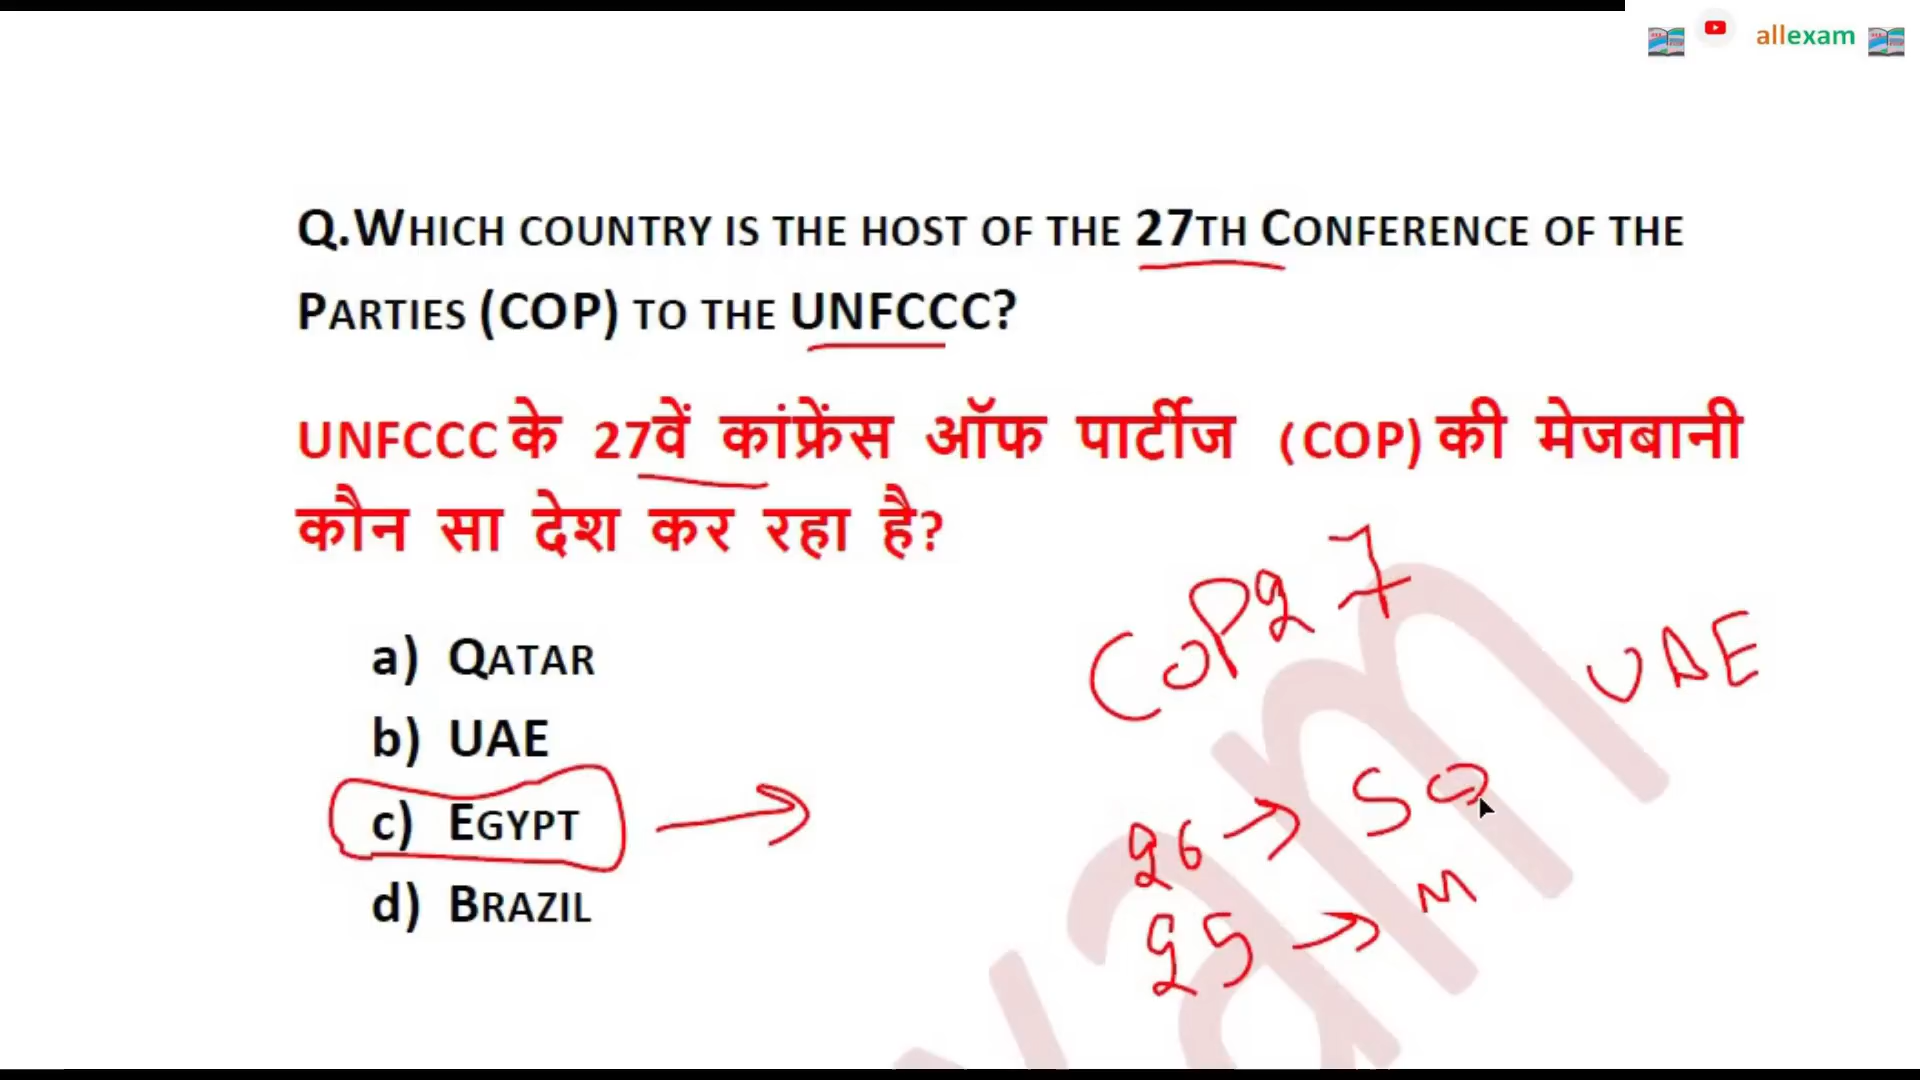 allexam
Q.WHICH COUNTRY IS THE HOST OF THE 27TH CONFERENCE OF THE
PARTIES (COP) TO THE UNFCCC?
UNFCCC के 27वें कांफ्रेंस ऑफ पार्टीज (COP) की मेजबानी
कौन सा देश कर रहा है?
COP27
UAE
a) QATAR
b) UAE
c) EGYPT
d) BRAZIL
26 → SO
25 → M